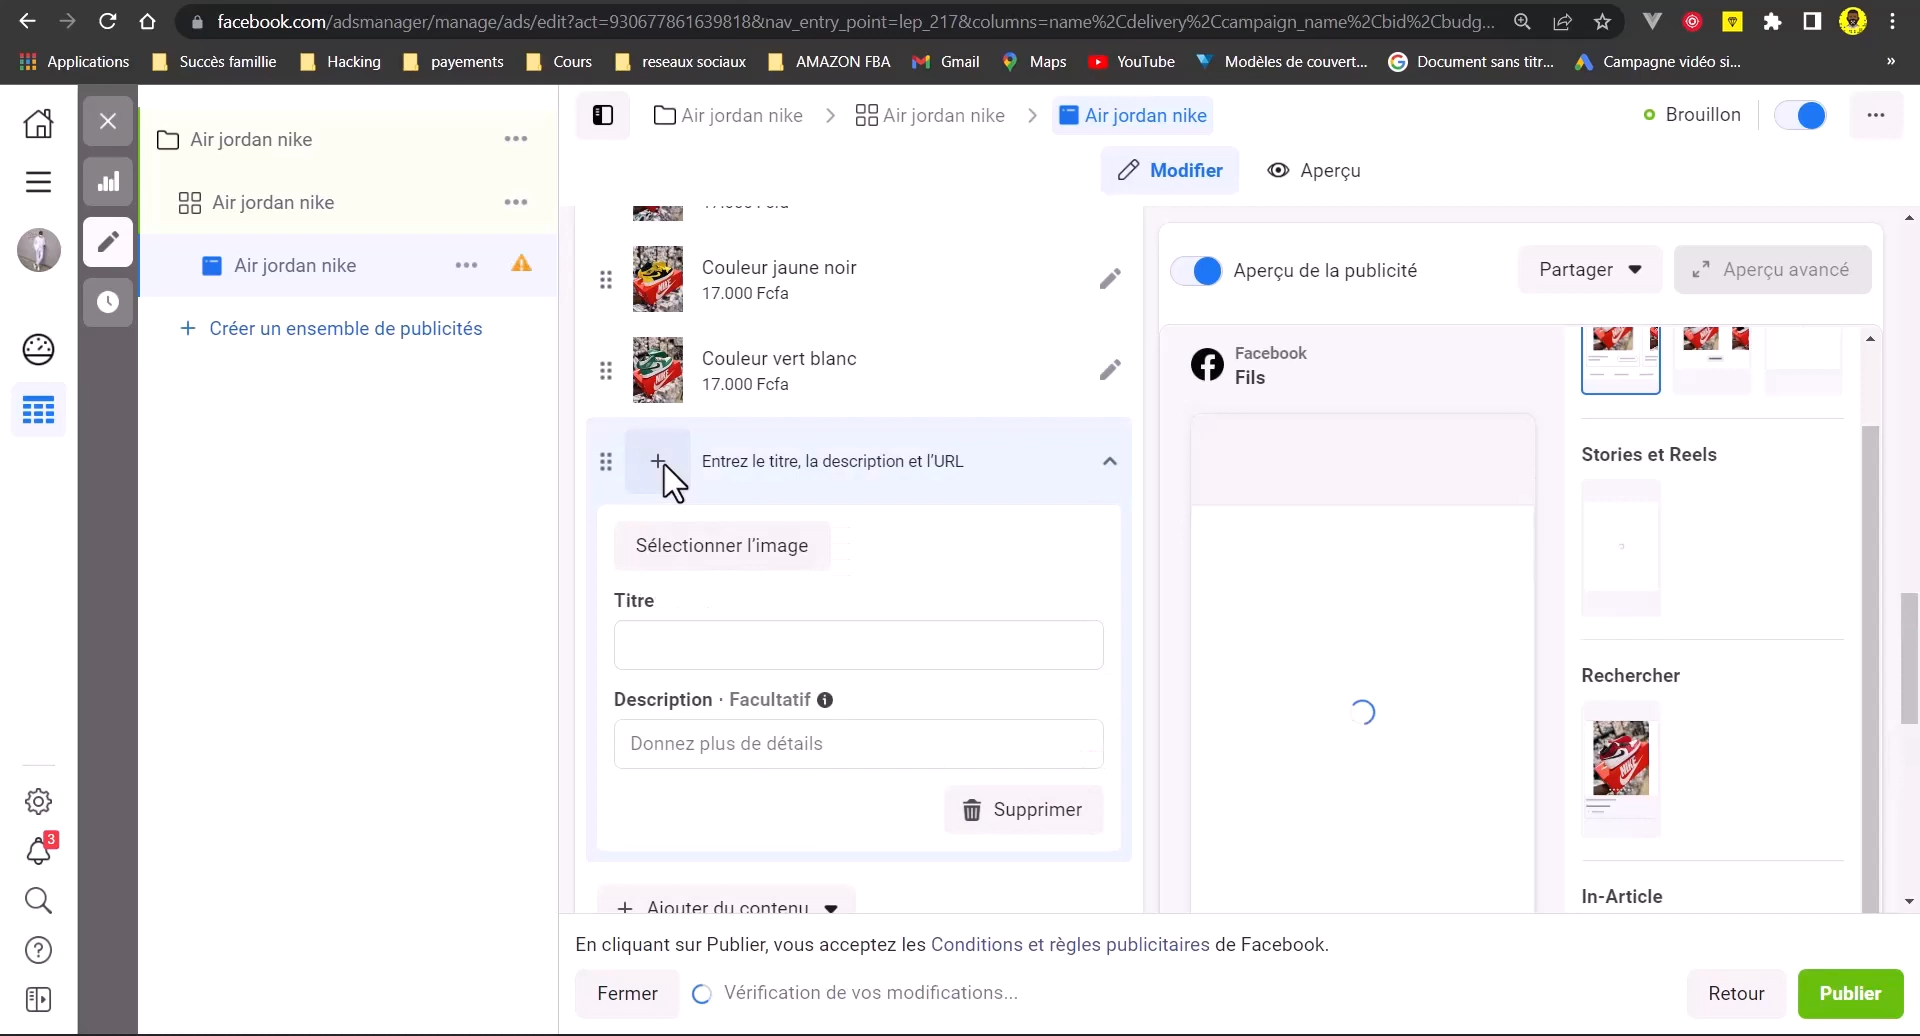 facebook.com/adsmanager/manage/ads/edit?act=930677861639818&nav_entry_point=lep_217&columns=name%2Cdelivery%2Ccampaign_name%2Cbid%2Cbudg...
Applications
Succès famillie
Hacking
payements
Cours
reseaux sociaux
AMAZON FBA
Gmail
Maps
YouTube
Modèles de couvert...
Document sans titr...
Campagne vidéo si...
»
Air jordan nike
Air jordan nike
Air jordan nike
Créer un ensemble de publicités
3
Air jordan nike
Air jordan nike
Air jordan nike
Brouillon
Modifier
Aperçu
Couleur jaune noir
17.000 Fcfa
Couleur vert blanc
17.000 Fcfa
Entrez le titre, la description et l'URL
Sélectionner l'image
Titre
Description · Facultatif
Donnez plus de détails
Supprimer
Ajouter du contenu
Aperçu de la publicité
Partager
Aperçu avancé
Facebook
Fils
Stories et Reels
Rechercher
In-Article
En cliquant sur Publier, vous acceptez les Conditions et règles publicitaires de Facebook.
Fermer
Vérification de vos modifications...
Retour
Publier